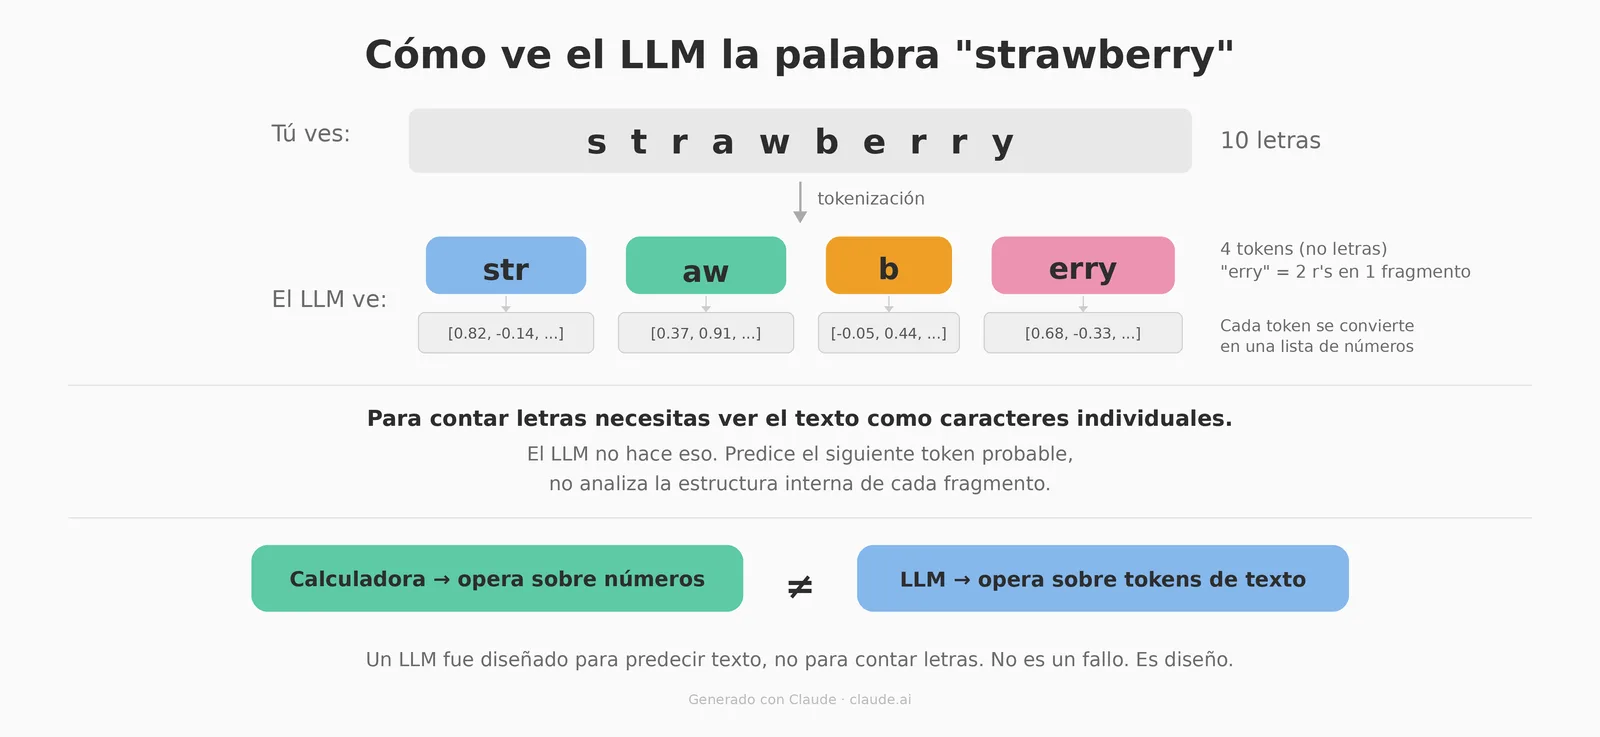 Cómo ve el LLM la palabra "strawberry"
Tú ves:
s t r a w b e r r y
10 letras
tokenización
El LLM ve:
str
aw
b
erry
4 tokens (no letras)
"erry" = 2 r's en 1 fragmento
[0.82, -0.14, ...]
[0.37, 0.91, ...]
[-0.05, 0.44, ...]
[0.68, -0.33, ...]
Cada token se convierte
en una lista de números
Para contar letras necesitas ver el texto como caracteres individuales.
El LLM no hace eso. Predice el siguiente token probable,
no analiza la estructura interna de cada fragmento.
Calculadora → opera sobre números
≠
LLM → opera sobre tokens de texto
Un LLM fue diseñado para predecir texto, no para contar letras. No es un fallo. Es diseño.
Generado con Claude · claude.ai